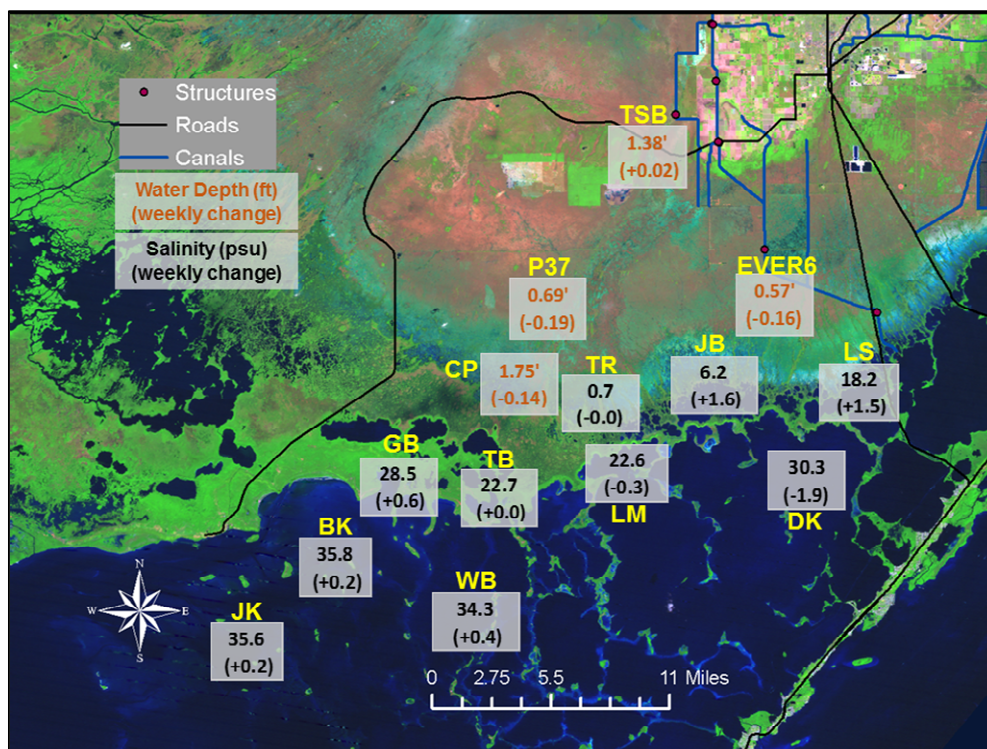 Structures
Roads
Canals
Water Depth (ft)
(weekly change)
Salinity (psu)
(weekly change)
TSB
1.38'
(+0.02)
P37
0.69'
(-0.19)
EVER6
0.57'
(-0.16)
CP
1.75'
(-0.14)
TR
0.7
(-0.0)
JB
6.2
(+1.6)
LS
18.2
(+1.5)
GB
28.5
(+0.6)
TB
22.7
(+0.0)
22.6
(-0.3)
LM
30.3
(-1.9)
DK
BK
35.8
(+0.2)
WB
34.3
(+0.4)
JK
35.6
(+0.2)
N
W E
S
0 2.75 5.5 11 Miles